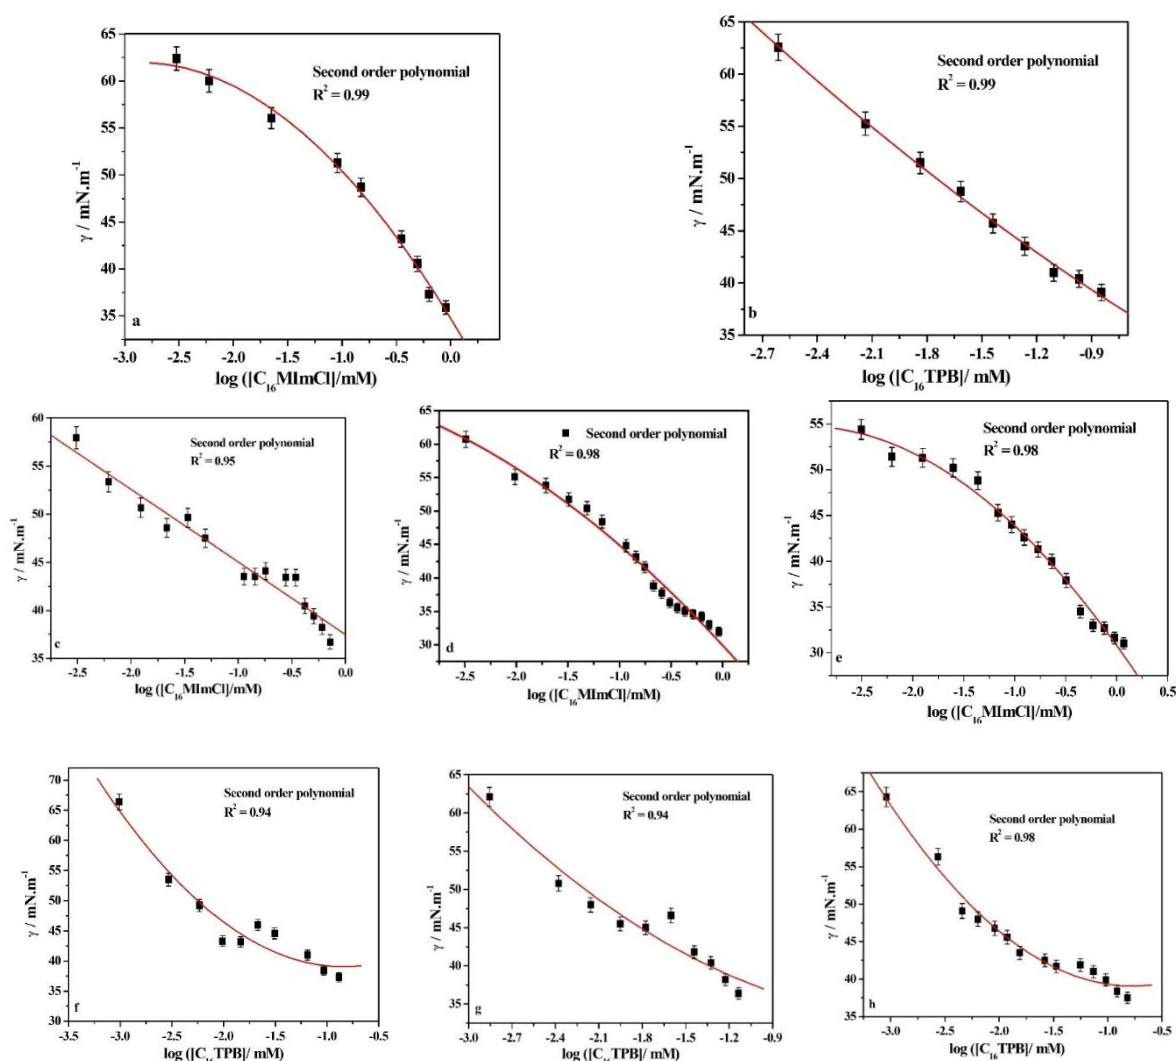 65
60
55
50
45
40
35
γ / mN.m⁻¹
Second order polynomial
R² = 0.99
a
-3.0 -2.5 -2.0 -1.5 -1.0 -0.5 0.0
log ([C₁₆MImCl]/mM)
65
60
55
50
45
40
35
γ / mN.m⁻¹
Second order polynomial
R² = 0.99
b
-2.7 -2.4 -2.1 -1.8 -1.5 -1.2 -0.9
log ([C₁₆TPB]/ mM)
60
55
50
45
40
35
γ / mN.m⁻¹
Second order polynomial
R² = 0.95
c
-2.5 -2.0 -1.5 -1.0 -0.5 0.0
log ([C₁₆MImCl]/mM)
65
60
55
50
45
40
35
30
γ / mN.m⁻¹
Second order polynomial
R² = 0.98
d
-2.5 -2.0 -1.5 -1.0 -0.5 0.0
log ([C₁₆MImCl]/mM)
55
50
45
40
35
30
γ / mN.m⁻¹
Second order polynomial
R² = 0.98
e
-2.5 -2.0 -1.5 -1.0 -0.5 0.0 0.5
log ([C₁₆MImCl]/mM)
70
65
60
55
50
45
40
35
30
γ / mN.m⁻¹
Second order polynomial
R² = 0.94
f
-3.5 -3.0 -2.5 -2.0 -1.5 -1.0 -0.5
log ([C₁₆TPB]/ mM)
65
60
55
50
45
40
35
γ / mN.m⁻¹
Second order polynomial
R² = 0.94
g
-3.0 -2.7 -2.4 -2.1 -1.8 -1.5 -1.2 -0.9
log ([C₁₆TPB]/ mM)
65
60
55
50
45
40
35
30
γ / mN.m⁻¹
Second order polynomial
R² = 0.98
h
-3.0 -2.5 -2.0 -1.5 -1.0 -0.5
log ([C₁₆TPB]/ mM)